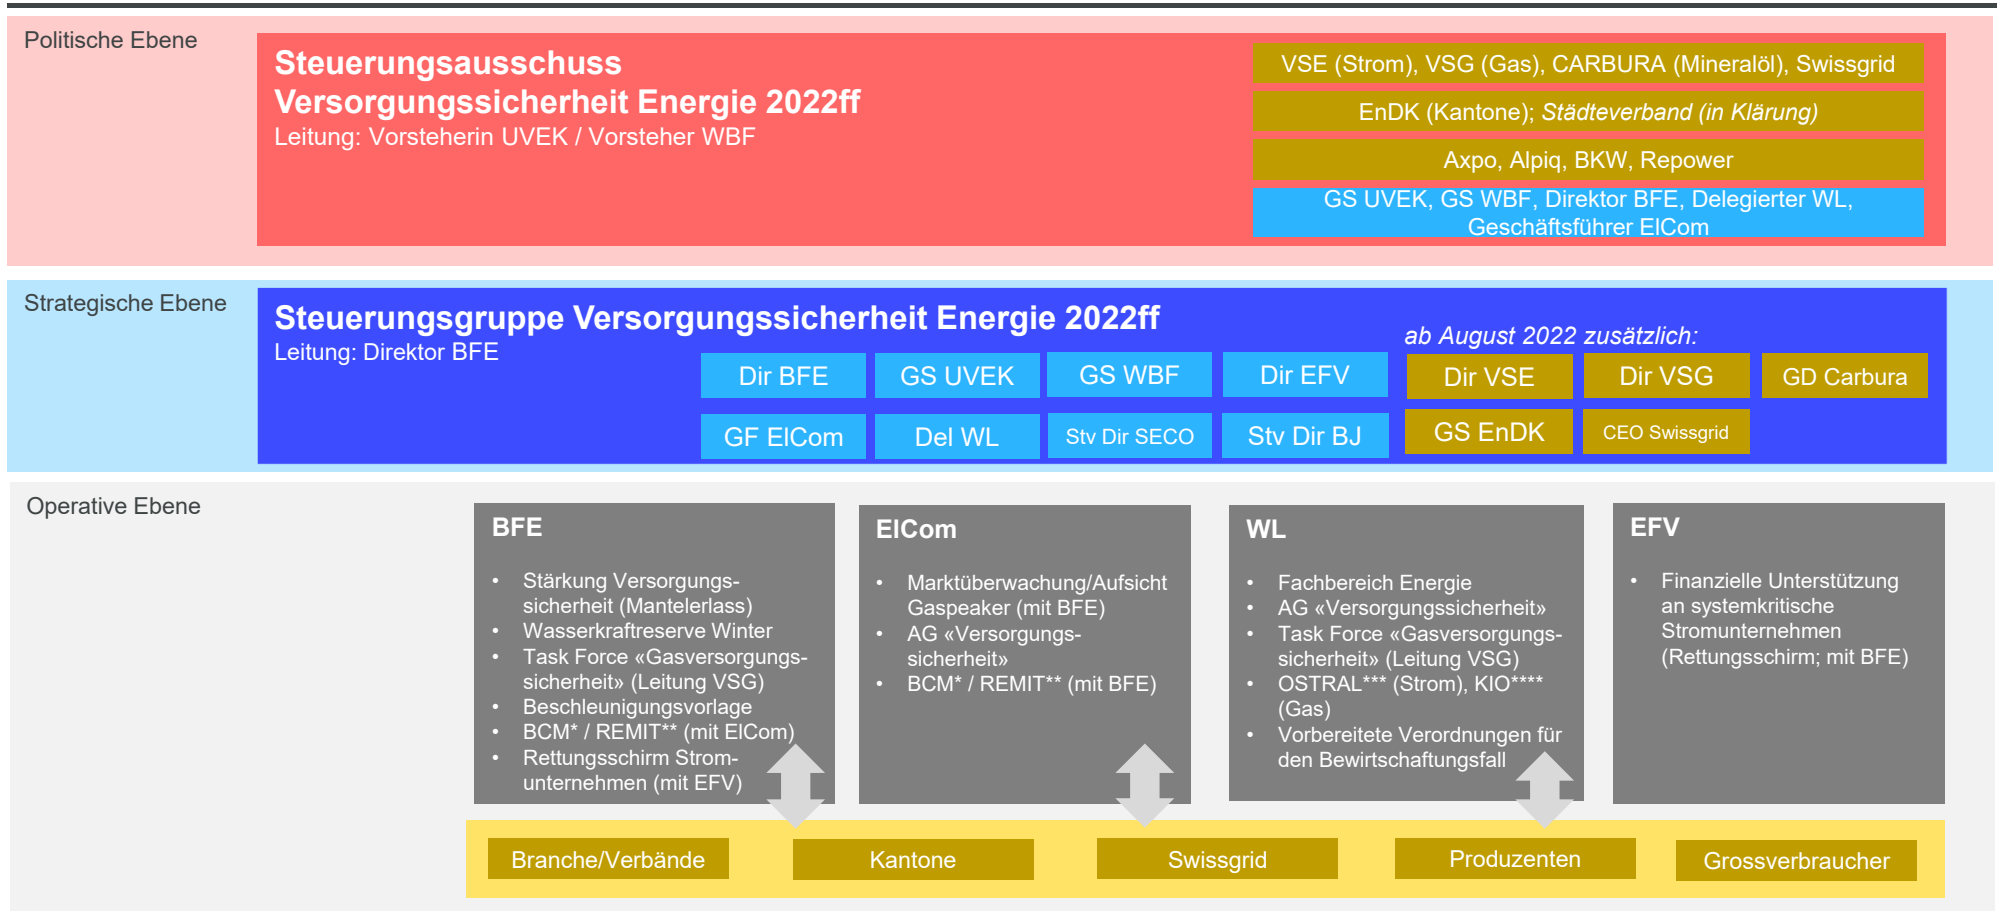 Politische Ebene
Steuerungsausschuss
Versorgungssicherheit Energie 2022ff
Leitung: Vorsteherin UVEK / Vorsteher WBF
VSE (Strom), VSG (Gas), CARBURA (Mineralöl), Swissgrid
EnDK (Kantone); Städteverband (in Klärung)
Axpo, Alpiq, BKW, Repower
GS UVEK, GS WBF, Direktor BFE, Delegierter WL,
Geschäftsführer ElCom
Strategische Ebene
Steuerungsgruppe Versorgungssicherheit Energie 2022ff
Leitung: Direktor BFE
ab August 2022 zusätzlich:
Dir BFE
GS UVEK
GS WBF
Dir EFV
Dir VSE
Dir VSG
GD Carbura
GF ElCom
Del WL
Stv Dir SECO
Stv Dir BJ
GS EnDK
CEO Swissgrid
Operative Ebene
BFE
• Stärkung Versorgungs-
sicherheit (Mantelerlass)
• Wasserkraftreserve Winter
• Task Force «Gasversorgungs-
sicherheit» (Leitung VSG)
• Beschleunigungsvorlage
• BCM* / REMIT** (mit ElCom)
• Rettungsschirm Strom-
unternehmen (mit EFV)
ElCom
• Marktüberwachung/Aufsicht
Gaspeaker (mit BFE)
• AG «Versorgungs-
sicherheit»
• BCM* / REMIT** (mit BFE)
WL
• Fachbereich Energie
• AG «Versorgungssicherheit»
• Task Force «Gasversorgungs-
sicherheit» (Leitung VSG)
• OSTRAL*** (Strom), KIO****
(Gas)
• Vorbereitete Verordnungen für
den Bewirtschaftungsfall
EFV
• Finanzielle Unterstützung
an systemkritische
Stromunternehmen
(Rettungsschirm; mit BFE)
Branche/Verbände
Kantone
Swissgrid
Produzenten
Grossverbraucher